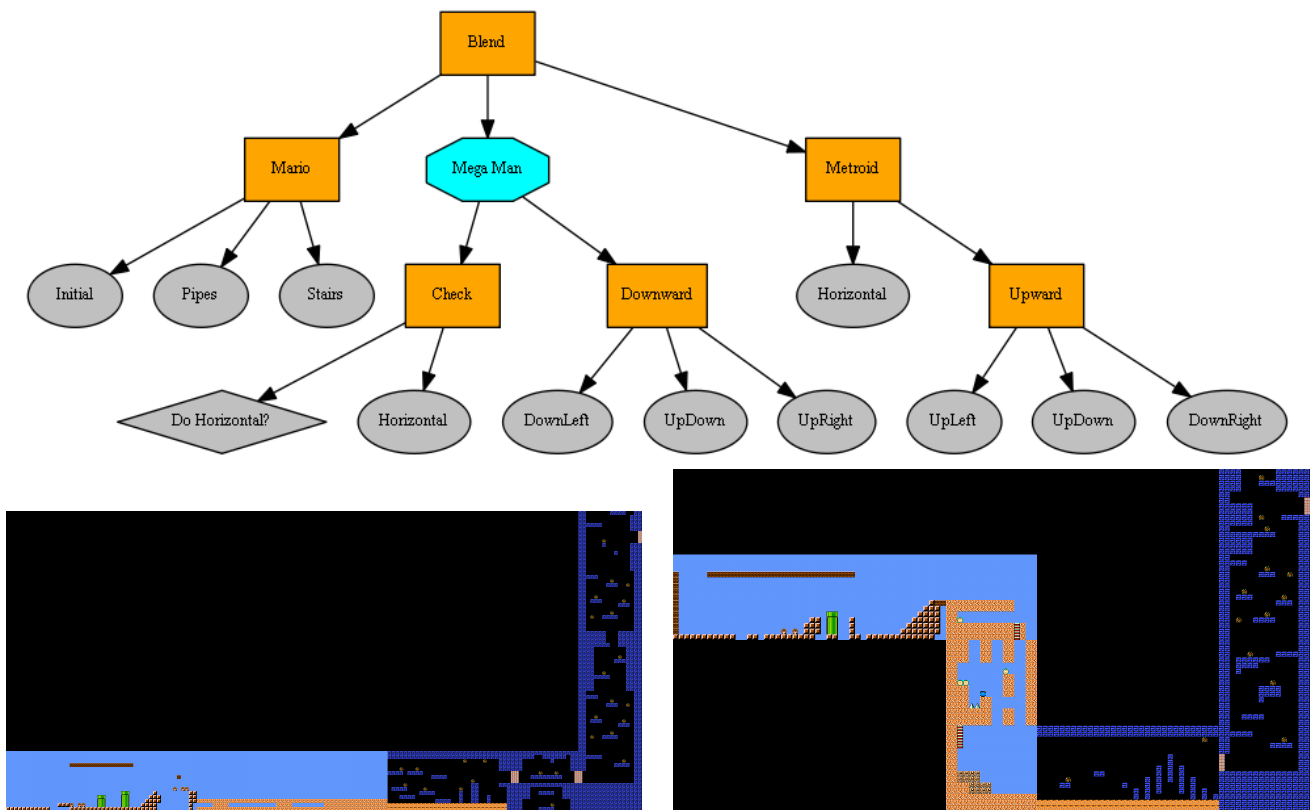 Blend
Mario
Mega Man
Metroid
Initial
Pipes
Stairs
Check
Downward
Horizontal
Upward
Do Horizontal?
Horizontal
DownLeft
UpDown
UpRight
UpLeft
UpDown
DownRight